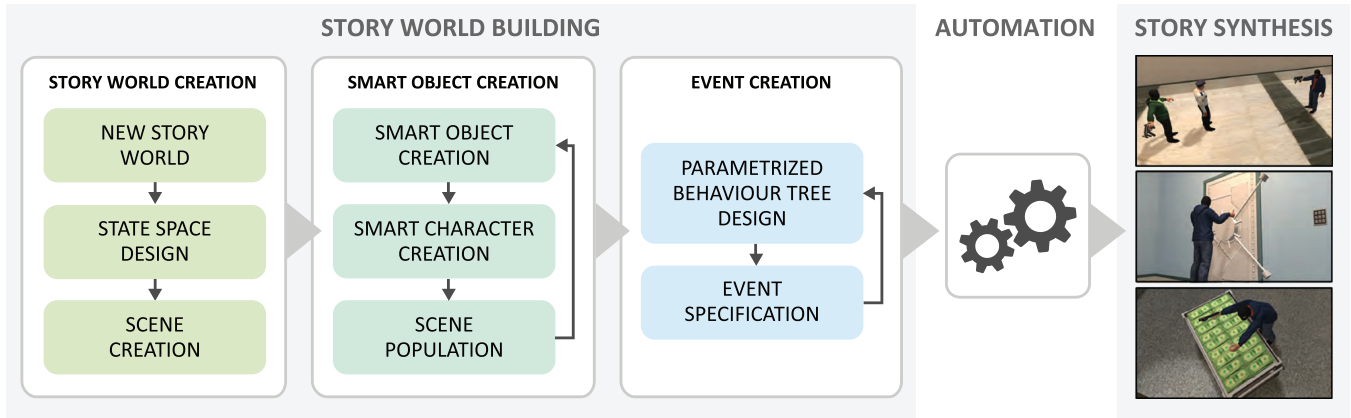 STORY WORLD BUILDING
AUTOMATION
STORY SYNTHESIS
STORY WORLD CREATION
NEW STORY
WORLD
STATE SPACE
DESIGN
SCENE
CREATION
SMART OBJECT CREATION
SMART OBJECT
CREATION
SMART CHARACTER
CREATION
SCENE
POPULATION
EVENT CREATION
PARAMETRIZED
BEHAVIOUR TREE
DESIGN
EVENT
SPECIFICATION